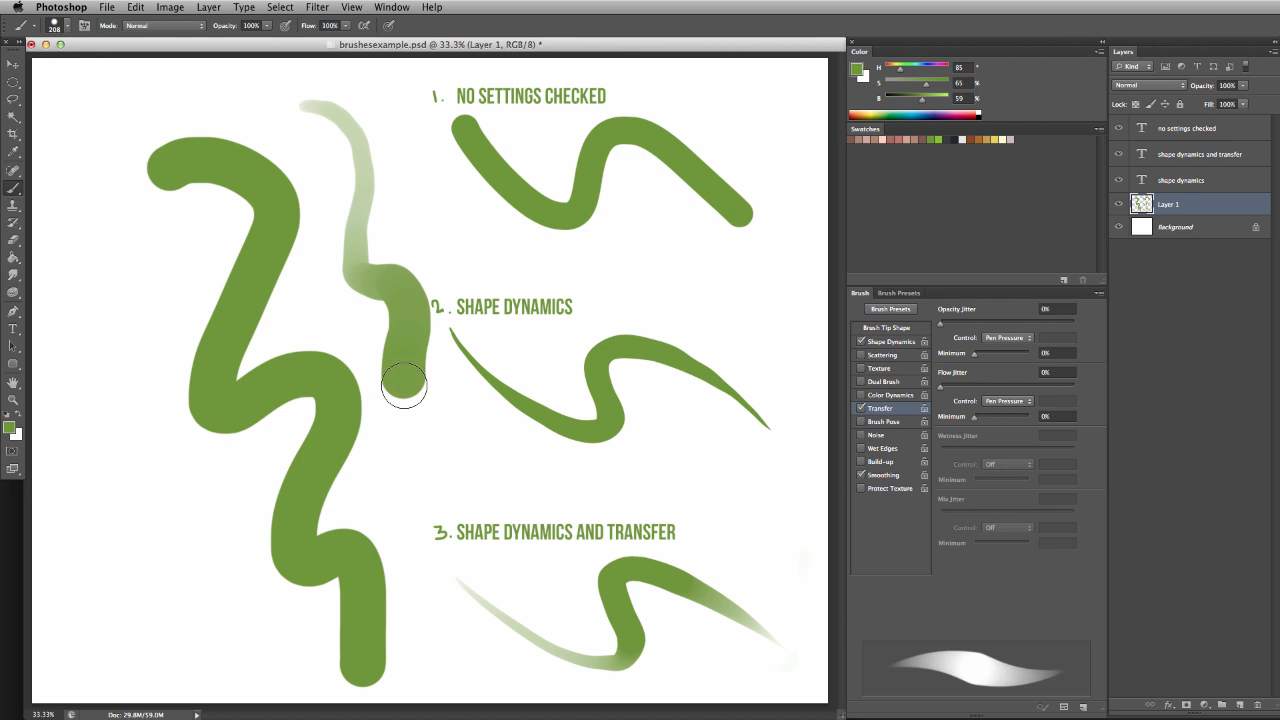 Photoshop File Edit Image Layer Type Select Filter View Window Help
208 Mode: Normal Opacity: 100% Flow: 100%
brushesexample.psd @ 33.3% (Layer 1, RGB/8) *
1. NO SETTINGS CHECKED
2. SHAPE DYNAMICS
3. SHAPE DYNAMICS AND TRANSFER
33.33% Doc: 29.8M/59.0M
Color
H 85 °
S 65 %
B 59 %
Swatches
Brush Brush Presets
Brush Presets
Brush Tip Shape
Shape Dynamics
Scattering
Texture
Dual Brush
Color Dynamics
Transfer
Brush Pose
Noise
Wet Edges
Build-up
Smoothing
Protect Texture
Opacity Jitter 0%
Control: Pen Pressure
Minimum 0%
Flow Jitter 0%
Control: Pen Pressure
Minimum 0%
Wetness Jitter
Control: Off
Minimum
Mix Jitter
Control: Off
Minimum
Layers
Kind
Normal Opacity: 100%
Lock: Fill: 100%
T no settings checked
T shape dynamics and transfer
T shape dynamics
Layer 1
Background
fx